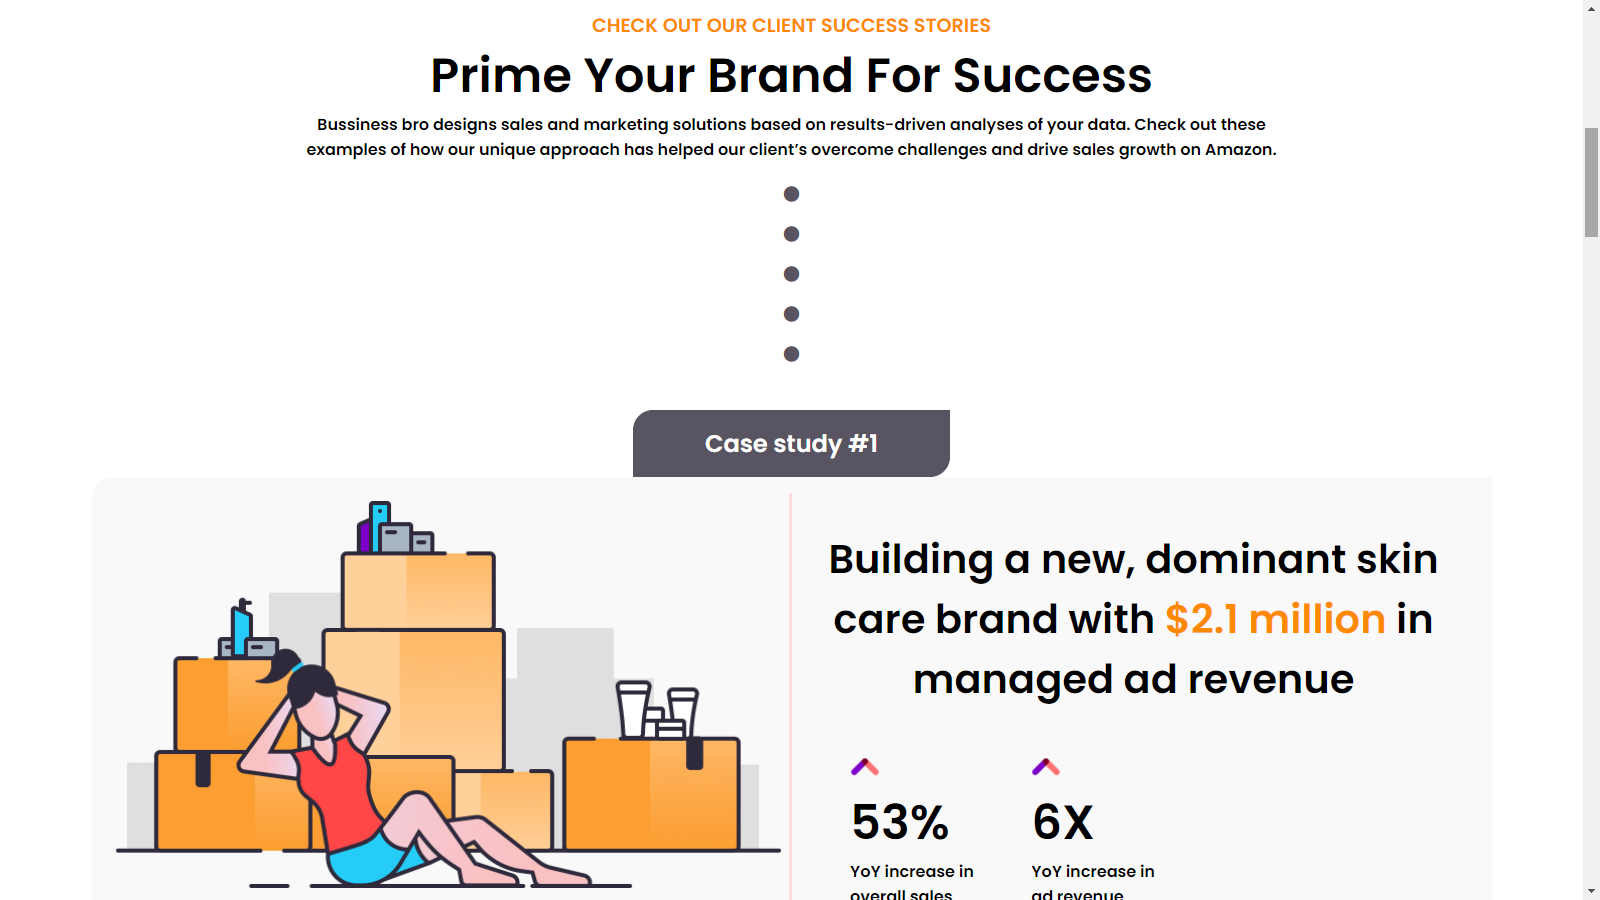 CHECK OUT OUR CLIENT SUCCESS STORIES
Prime Your Brand For Success
Bussiness bro designs sales and marketing solutions based on results-driven analyses of your data. Check out these
examples of how our unique approach has helped our client’s overcome challenges and drive sales growth on Amazon.
Case study #1
Building a new, dominant skin
care brand with $2.1 million in
managed ad revenue
53%
YoY increase in
overall sales
6X
YoY increase in
ad revenue